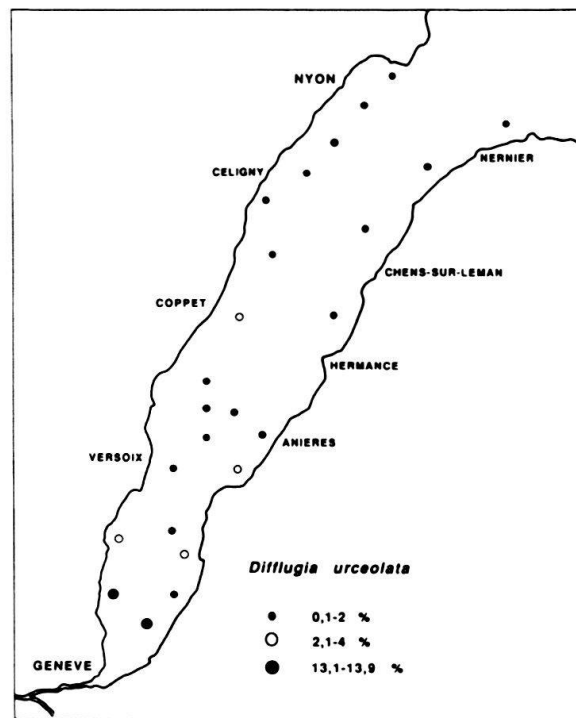 NYON
NERNIER
CELIGNY
CHENS-SUR-LEMAN
COPPET
HERMANCE
ANIERES
VERSOIX
Difflugia urceolata
0,1-2 %
2,1-4 %
GENEVE
13,1-13,9 %